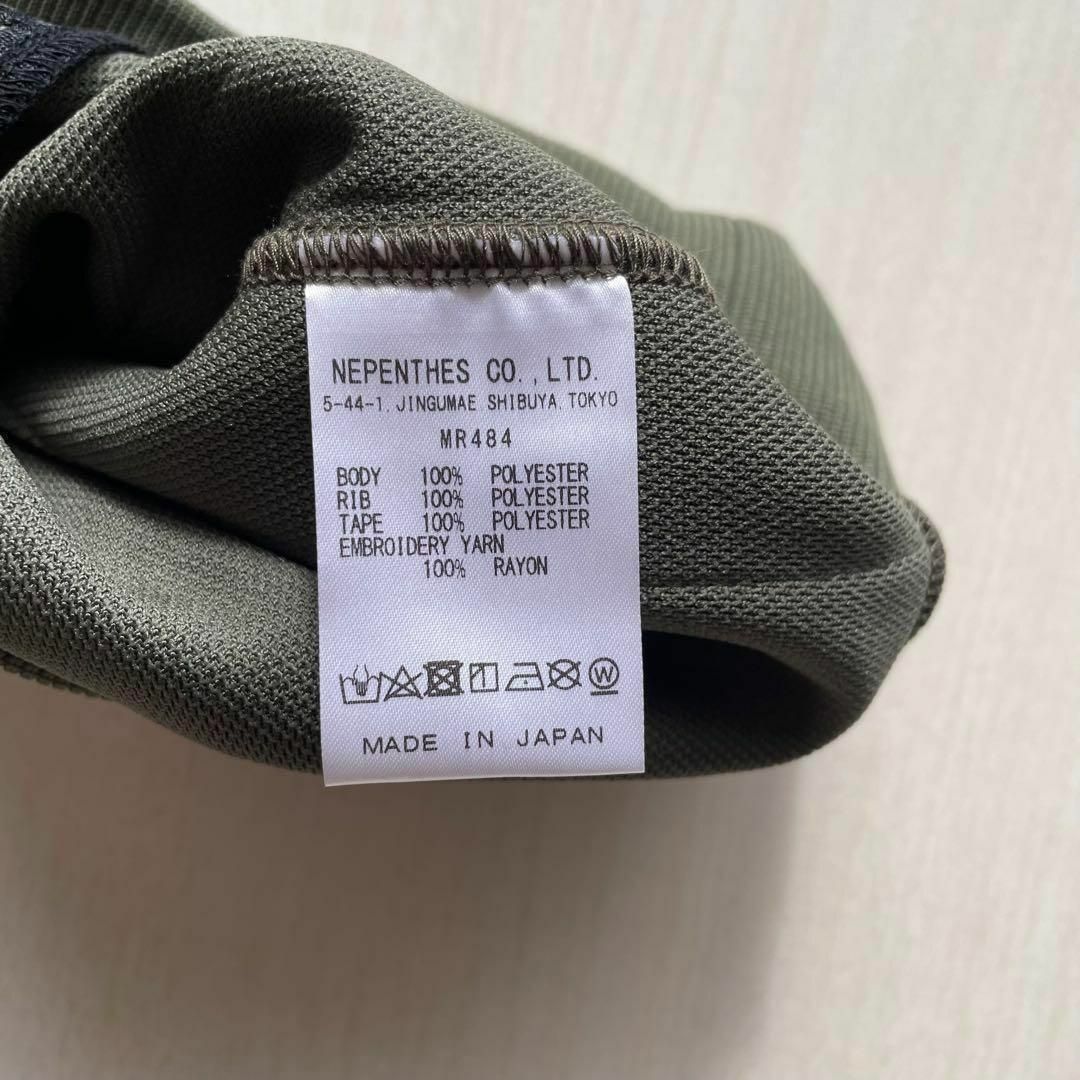 NEPENTHES CO.,LTD.
5-44-1, JINGUMAE SHIBUYA, TOKYO
MR484
BODY 100% POLYESTER
RIB 100% POLYESTER
TAPE 100% POLYESTER
EMBROIDERY YARN
100% RAYON
W
MADE IN JAPAN